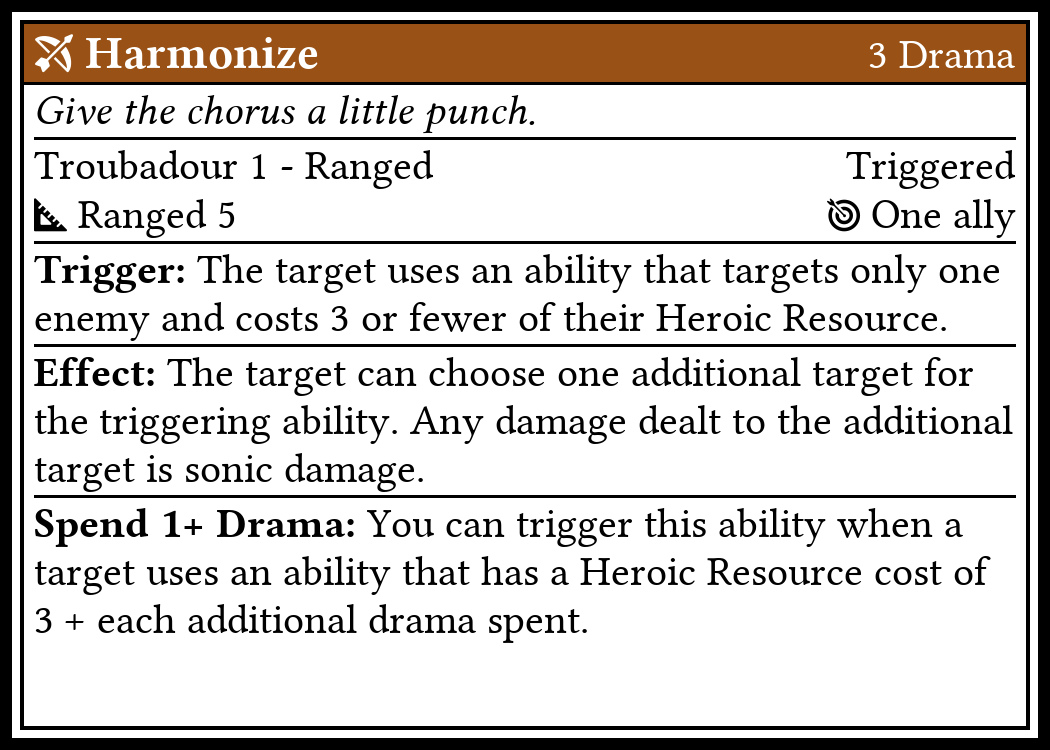 Harmonize 3 Drama
Give the chorus a little punch.
Troubadour 1 - Ranged Triggered
Ranged 5 One ally
Trigger: The target uses an ability that targets only one
enemy and costs 3 or fewer of their Heroic Resource.
Effect: The target can choose one additional target for
the triggering ability. Any damage dealt to the additional
target is sonic damage.
Spend 1+ Drama: You can trigger this ability when a
target uses an ability that has a Heroic Resource cost of
3 + each additional drama spent.